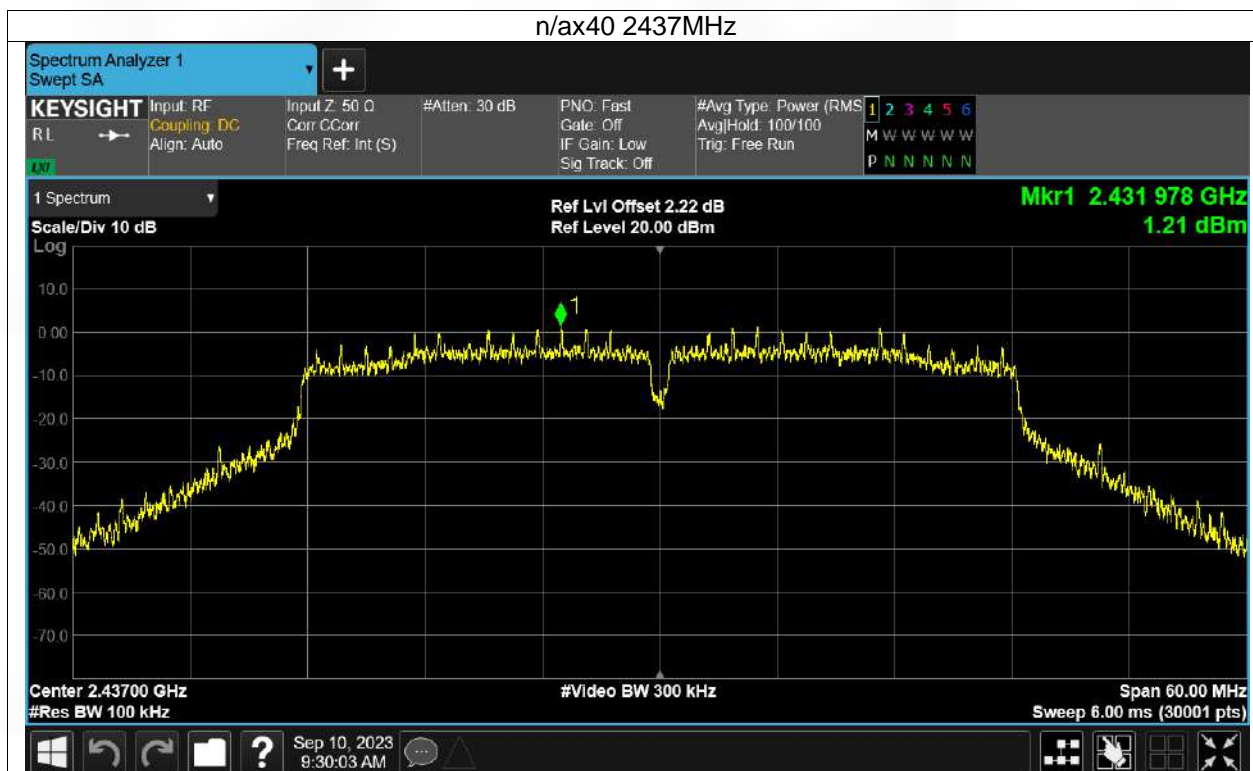 n/ax40 2437MHz
Spectrum Analyzer 1
Swept SA
+
KEYSIGHT
RL
LXI
Input: RF
Coupling: DC
Align: Auto
Input Z: 50 Ω
Corr CCorr
Freq Ref: Int (S)
#Atten: 30 dB
PNO: Fast
Gate: Off
IF Gain: Low
Sig Track: Off
#Avg Type: Power (RMS
Avg|Hold: 100/100
Trig: Free Run
1 2 3 4 5 6
M W W W W W
P N N N N N
1 Spectrum
Scale/Div 10 dB
Ref Lvl Offset 2.22 dB
Ref Level 20.00 dBm
Mkr1 2.431 978 GHz
1.21 dBm
Log
10.0
1
0.00
-10.0
-20.0
-30.0
-40.0
-50.0
-60.0
-70.0
Center 2.43700 GHz
#Video BW 300 kHz
Span 60.00 MHz
#Res BW 100 kHz
Sweep 6.00 ms (30001 pts)
?
Sep 10, 2023
9:30:03 AM